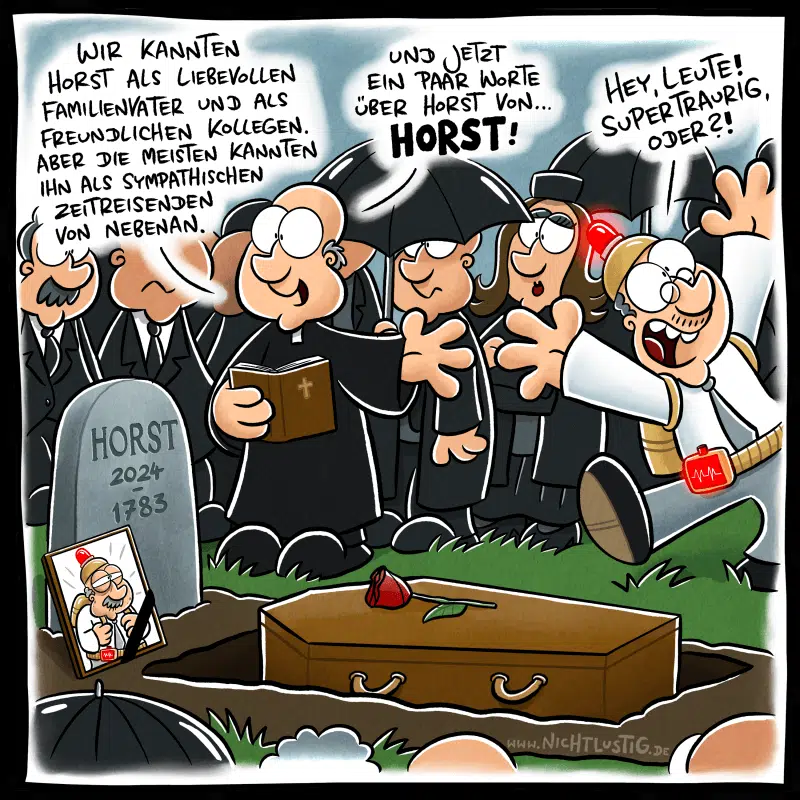 WIR KANNTEN
HORST ALS LIEBEVOLLEN
FAMILIENVATER UND ALS
FREUNDLICHEN KOLLEGEN.
ABER DIE MEISTEN KANNTEN
IHN ALS SYMPATHISCHEN
ZEITREISENDEN
VON NEBENAN.
UND JETZT
EIN PAAR WORTE
ÜBER HORST VON...
HORST!
HEY, LEUTE!
SUPERTRAURIG,
ODER?!
HORST
2024
–
1783
WWW.NICHTLUSTIG.DE